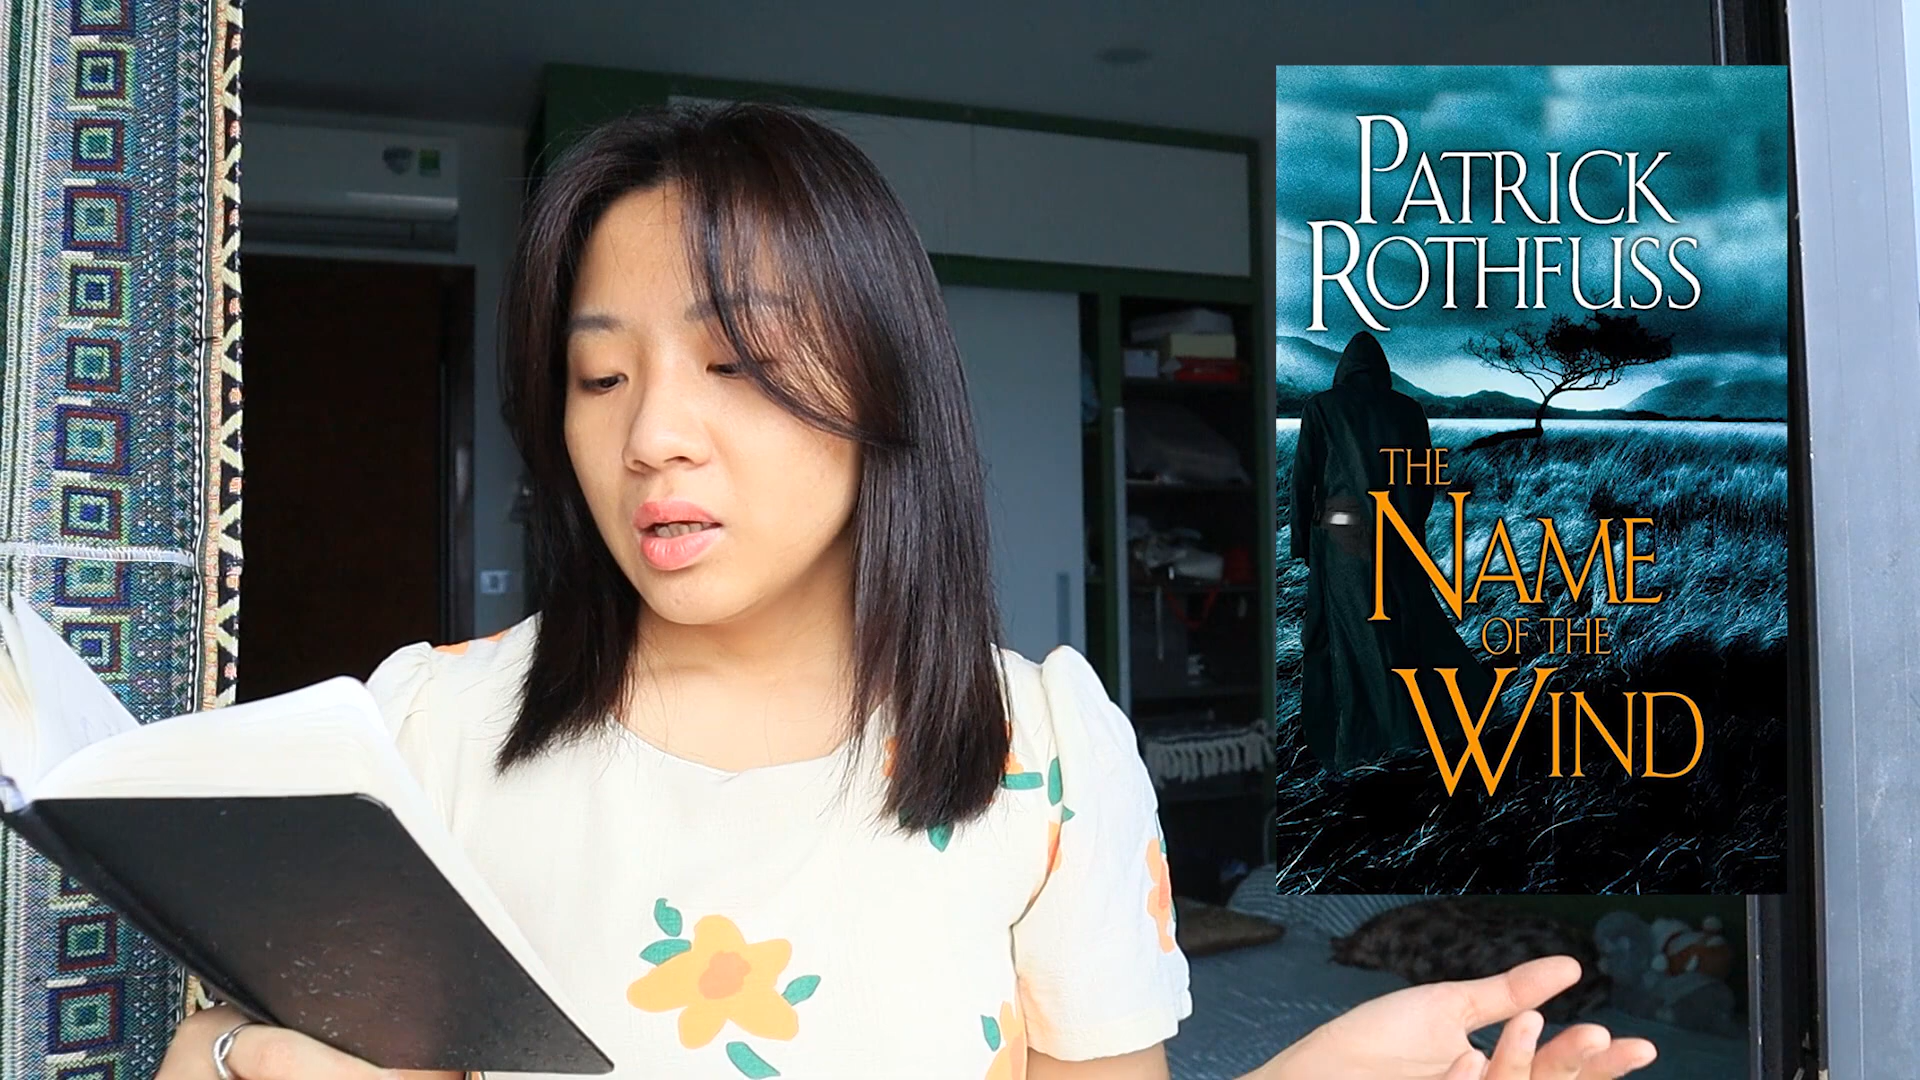 PATRICK
ROTHFUSS
THE
NAME
OF THE
WIND